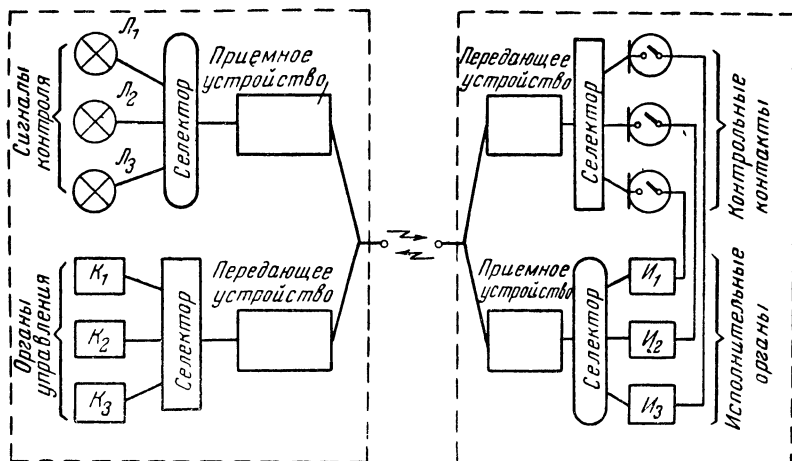 Сигналы
контроля
Л1
Л2
Л3
Селектор
Приемное
устройство
Органы
управления
К1
К2
К3
Селектор
Передающее
устройство
Передающее
устройство
Селектор
Контрольные
контакты
Приемное
устройство
Селектор
И1
И2
И3
Исполнительные
органы